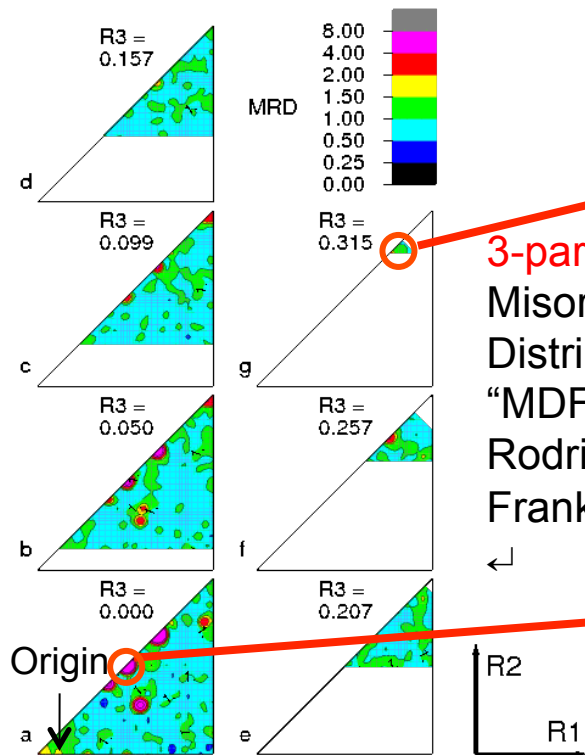 R3 =
0.157
d
MRD
8.00
4.00
2.00
1.50
1.00
0.50
0.25
0.00
R3 =
0.099
c
R3 =
0.315
g
R3 =
0.050
b
R3 =
0.257
f
R3 =
0.000
Origin
a
R3 =
0.207
e
3-par
Misor
Distri
“MDF
Rodri
Frank
↵
R2
R1